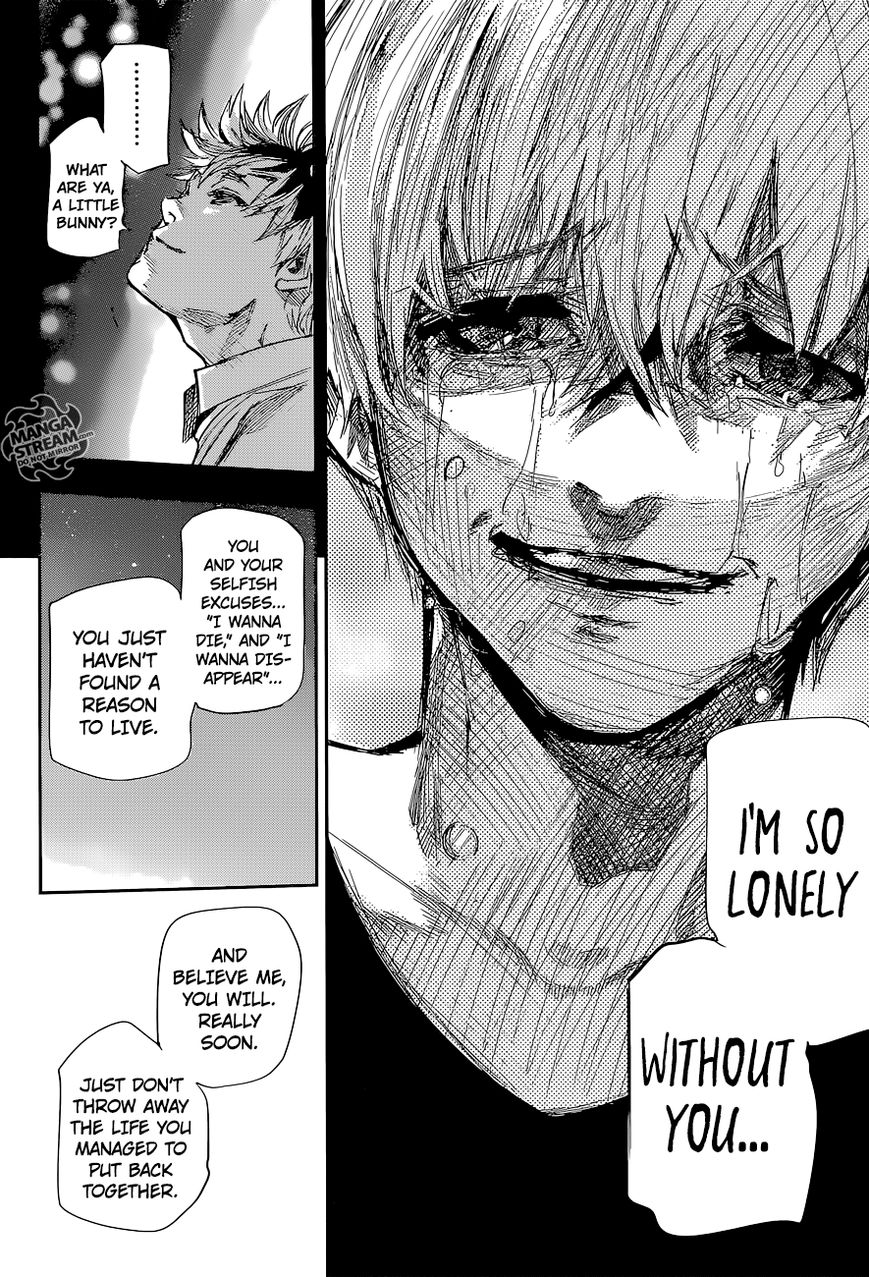 I'M SO
LONELY
WITHOUT
YOU...
.........
WHAT
ARE YA,
A LITTLE
BUNNY?
MANGA
STREAM.com
DO NOT MIRROR
YOU
AND YOUR
SELFISH
EXCUSES...
"I WANNA
DIE," AND "I
WANNA DIS-
APPEAR"...
YOU JUST
HAVEN'T
FOUND A
REASON
TO LIVE.
AND
BELIEVE ME,
YOU WILL.
REALLY
SOON.
JUST DON'T
THROW AWAY
THE LIFE YOU
MANAGED TO
PUT BACK
TOGETHER.